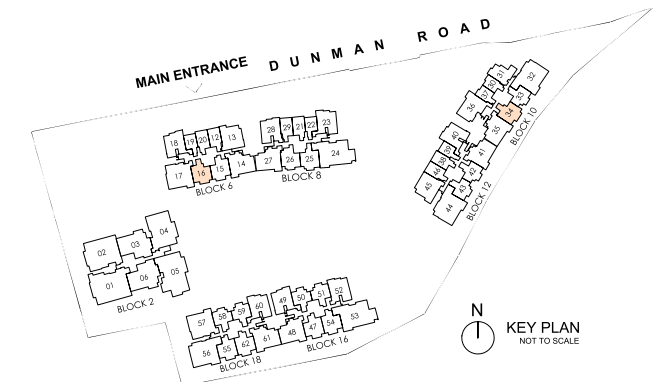 DUNMAN ROAD
MAIN ENTRANCE
31 32
30
37 33
36 34
35
BLOCK 10
40 41
39
38 42
46 43
45 44
BLOCK 12
18 19 20 12 13
17 16 15 14
BLOCK 6
28 29 21 22 23
27 26 25 24
BLOCK 8
02 03 04
01 06 05
BLOCK 2
57 58 59 60
56 55 62 61
BLOCK 18
49 50 51 52
48 47 54 53
BLOCK 16
N
KEY PLAN
NOT TO SCALE